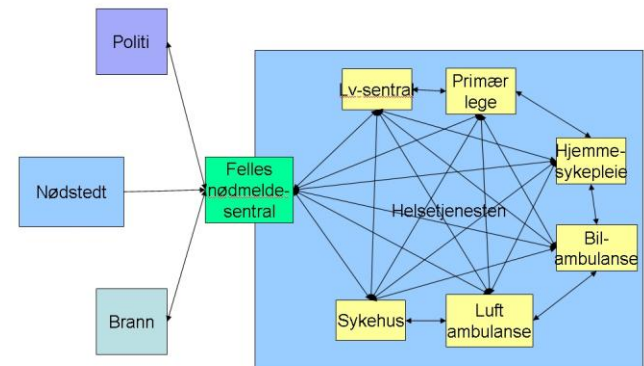 Politi
Nødstedt
Brann
Felles
nødmelde-
sentral
Lv-sentral
Primær
lege
Hjemme-
sykepleie
Helsetjenesten
Bil-
ambulanse
Sykehus
Luft
ambulanse